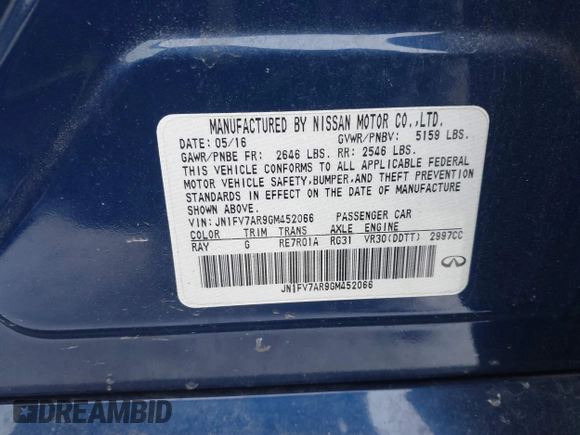 MANUFACTURED BY NISSAN MOTOR CO.,LTD.
DATE: 05/16 GVWR/PNBV: 5159 LBS.
GAWR/PNBE FR: 2646 LBS. RR: 2546 LBS.
THIS VEHICLE CONFORMS TO ALL APPLICABLE FEDERAL
MOTOR VEHICLE SAFETY,BUMPER,AND THEFT PREVENTION
STANDARDS IN EFFECT ON THE DATE OF MANUFACTURE
SHOWN ABOVE.
VIN: JN1FV7AR9GM452066 PASSENGER CAR
COLOR TRIM TRANS AXLE ENGINE
RAY G RE7R01A RG31 VR30(DDTT) 2997CC
JN1FV7AR9GM452066
DREAMBID